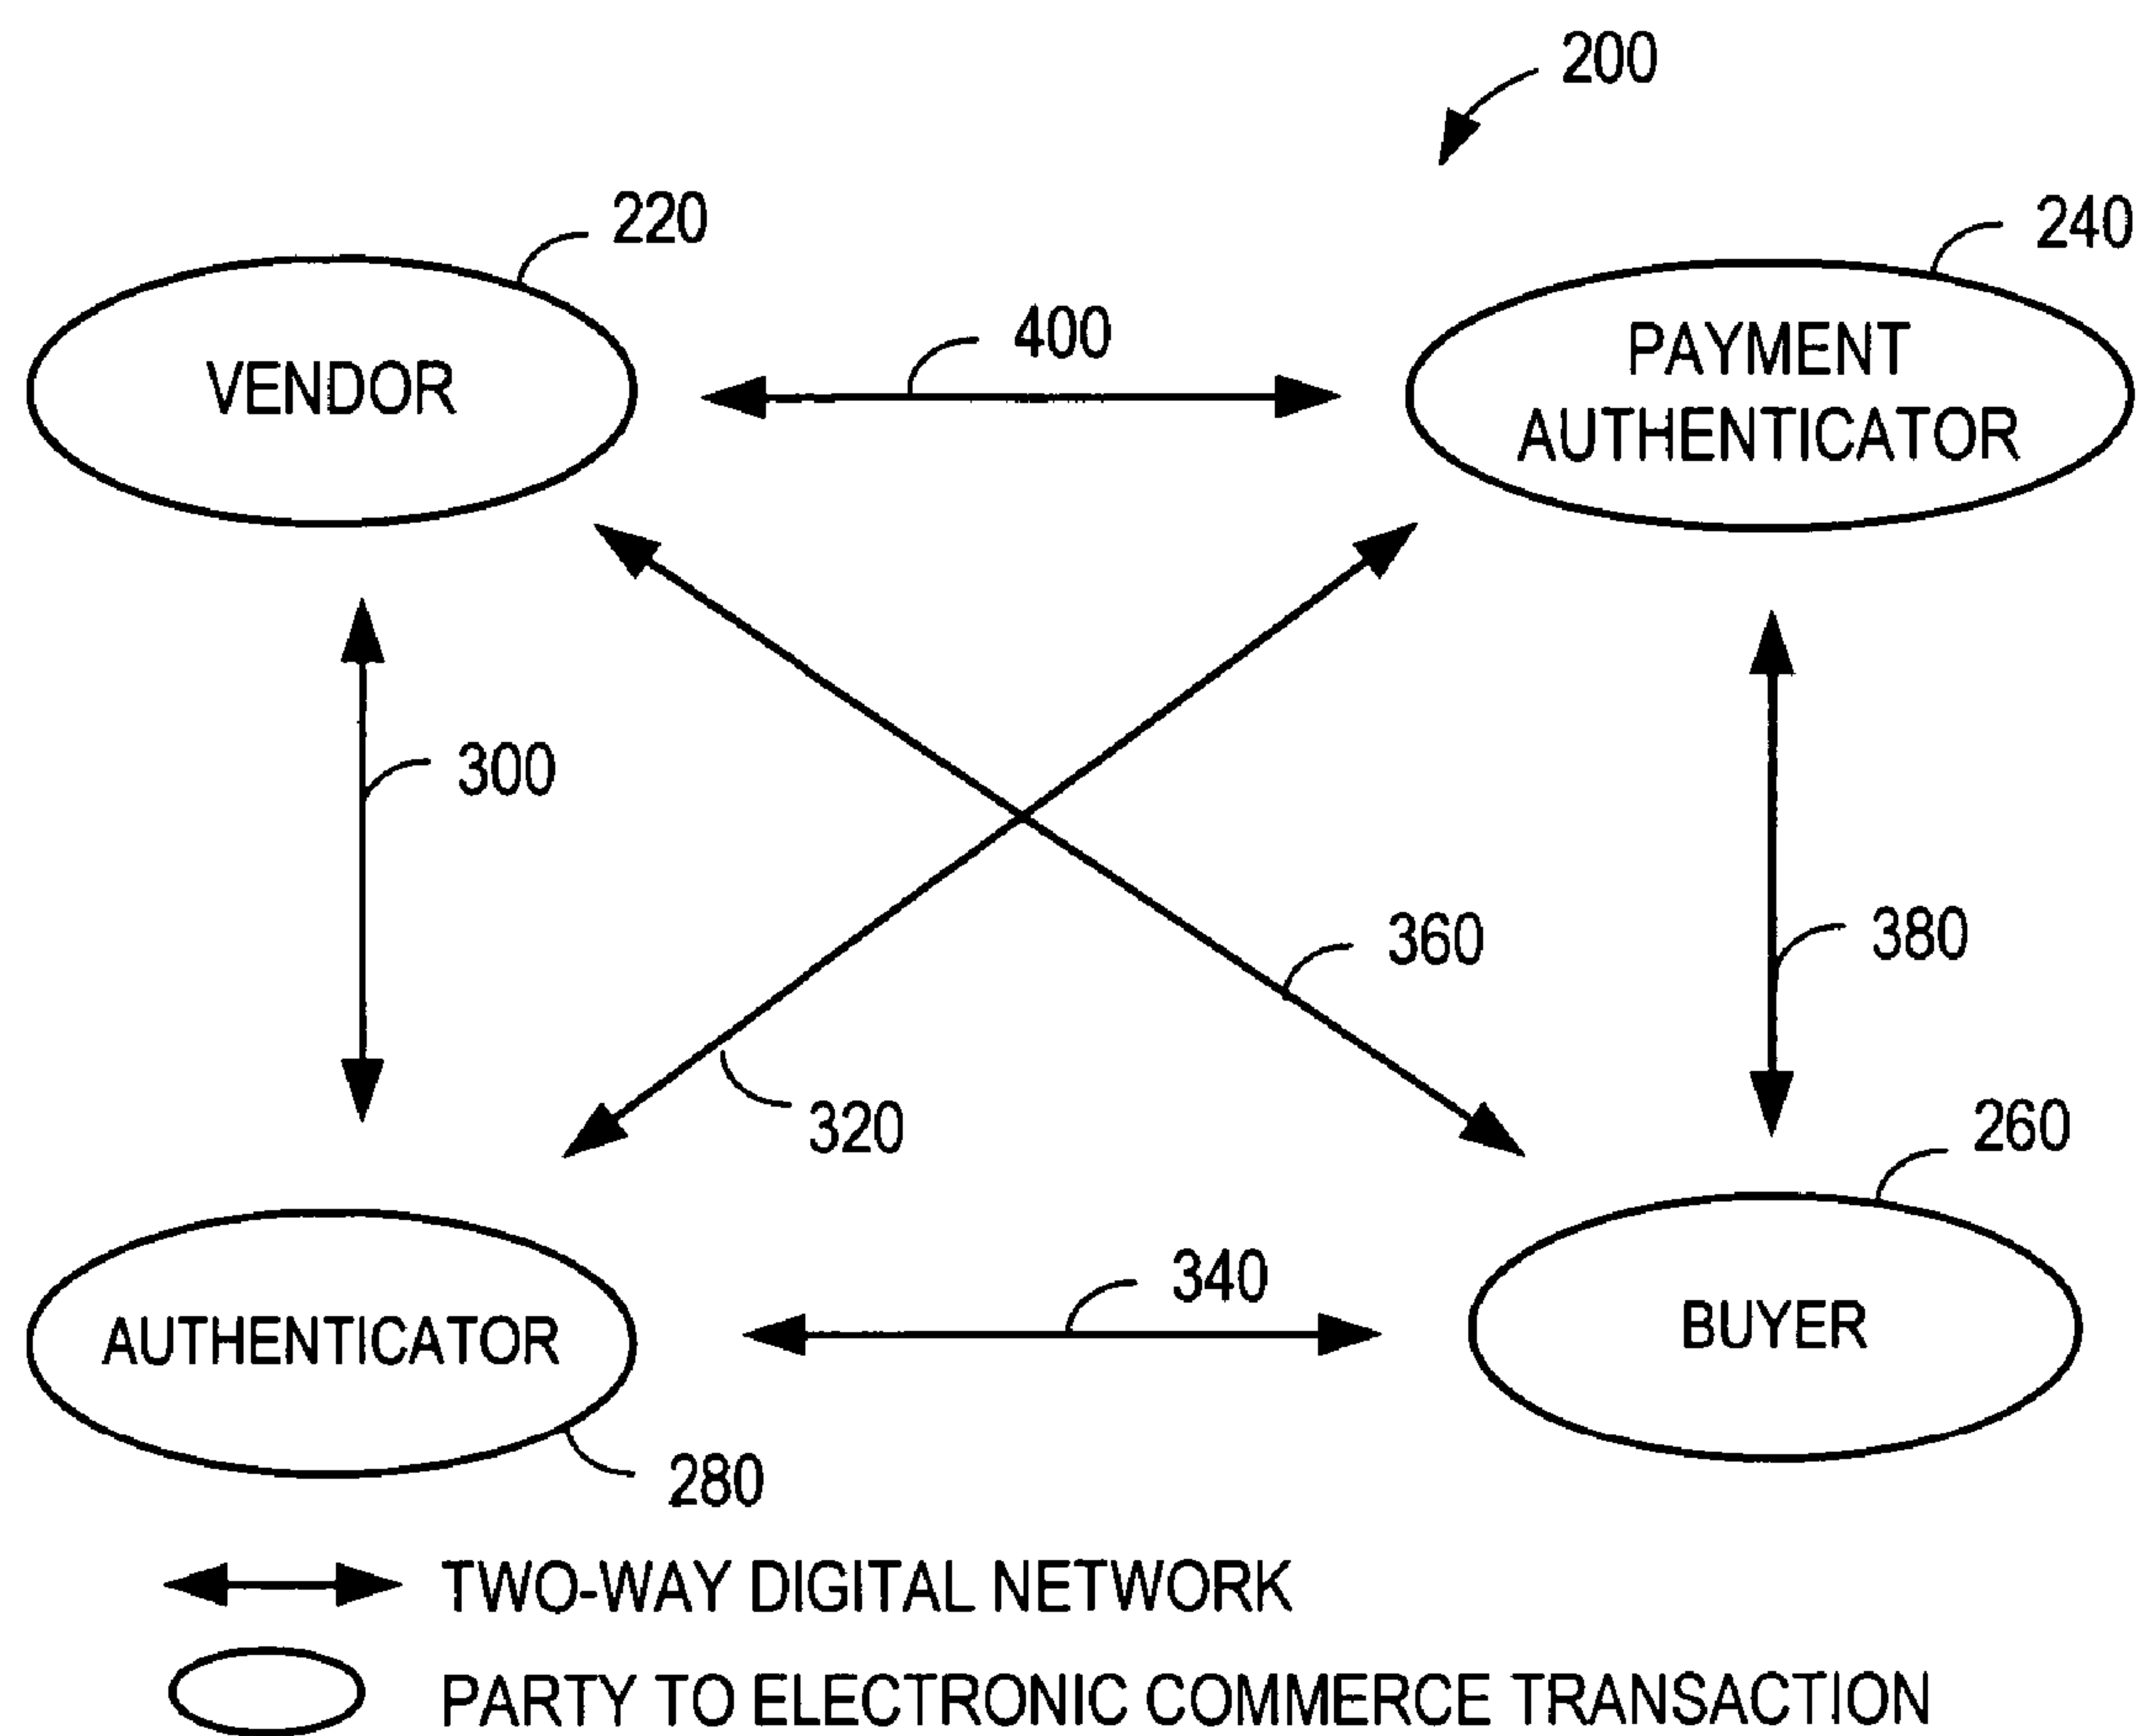 200
220
240
VENDOR
400
PAYMENT
AUTHENTICATOR
300
360
380
320
260
AUTHENTICATOR
340
BUYER
280
TWO-WAY DIGITAL NETWORK
PARTY TO ELECTRONIC COMMERCE TRANSACTION